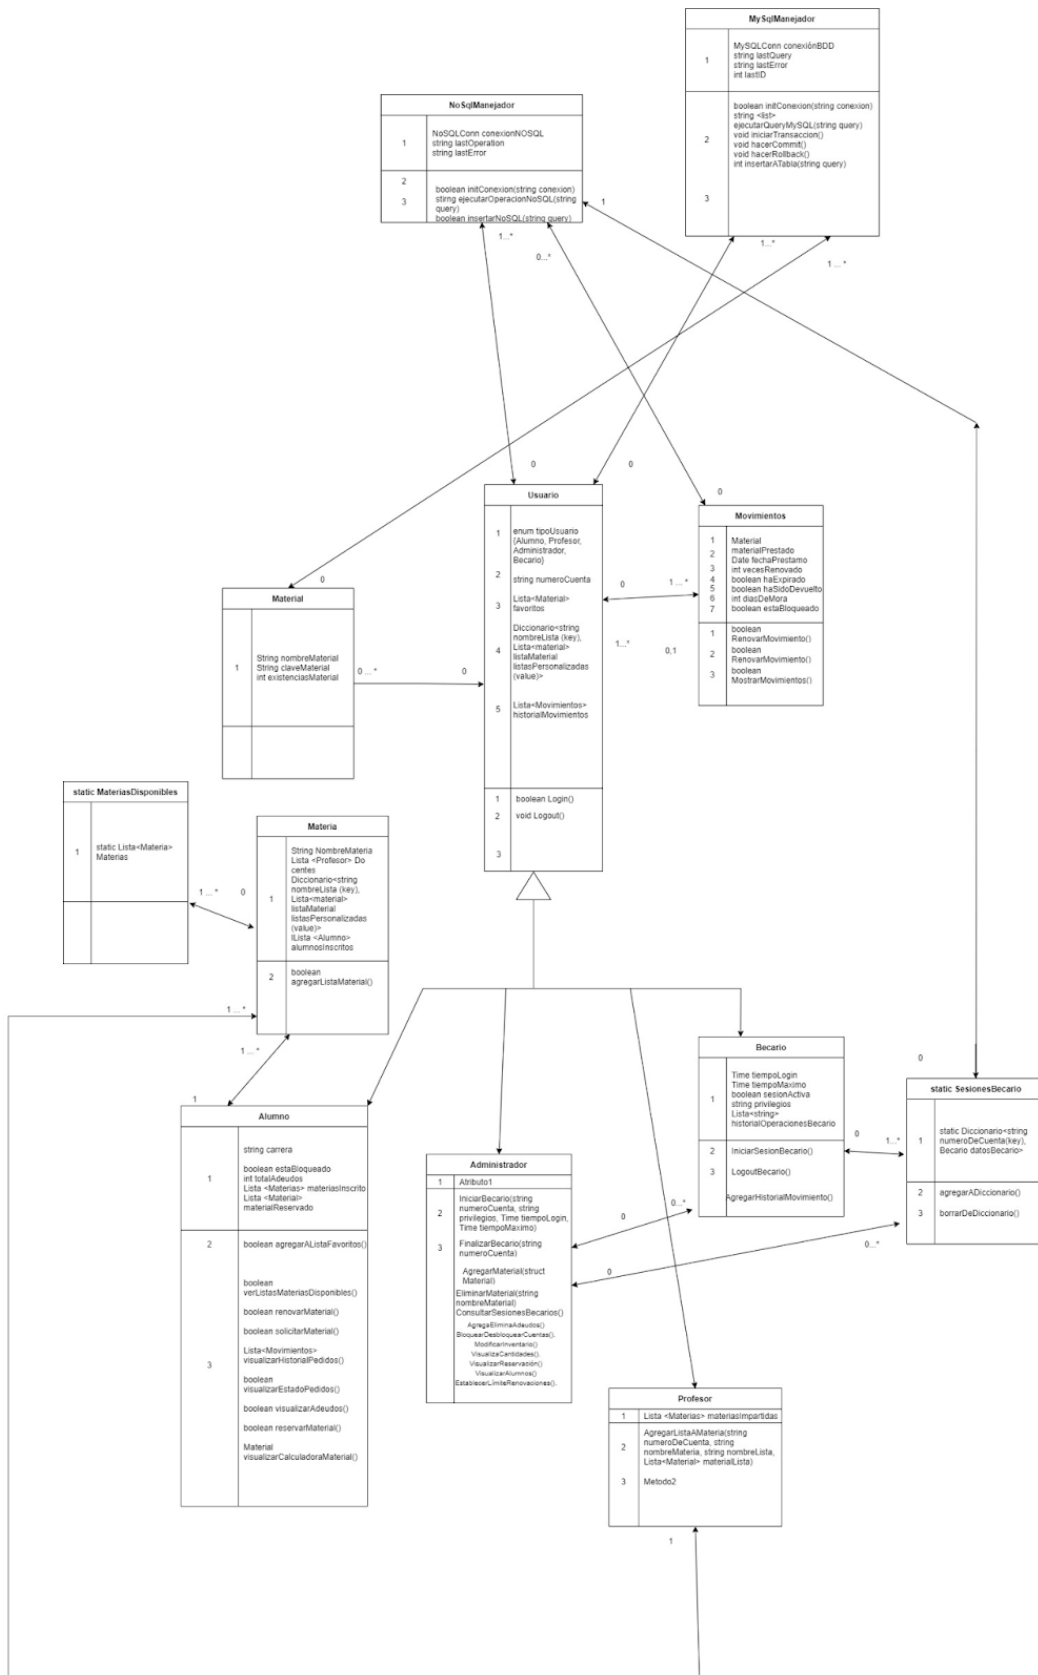 MySqlManejador
1
MySQLConn conexiónBDD
string lastQuery
string lastError
int lastID
2
boolean initConexion(string conexion)
string <list>
ejecutarQueryMySQL(string query)
void iniciarTransaccion()
void hacerCommit()
void hacerRollback()
int insertarATabla(string query)
3
NoSqlManejador
1
NoSQLConn conexionNOSQL
string lastOperation
string lastError
2
3
boolean initConexion(string conexion)
stirng ejecutarOperacionNoSQL(string
query)
boolean insertarNoSQL(string query)
1
1...*
0...*
1...*
1 ... *
0
0
0
0
Usuario
1
enum tipoUsuario
(Alumno, Profesor,
Administrador,
Becario)
2
string numeroCuenta
3
Lista<Material>
favoritos
4
Diccionario<string
nombreLista (key),
Lista<material>
listaMaterial
listasPersonalizadas
(value)>
5
Lista<Movimientos>
historialMovimientos
1
boolean Login()
2
void Logout()
3
0
1 ... *
1...*
0,1
Movimientos
1
2
3
4
5
6
7
Material
materialPrestado
Date fechaPrestamo
int vecesRenovado
boolean haExpirado
boolean haSidoDevuelto
int diasDeMora
boolean estaBloqueado
1
boolean
RenovarMovimiento()
2
boolean
RenovarMovimiento()
3
boolean
MostrarMovimientos()
Material
1
String nombreMaterial
String claveMaterial
int existenciasMaterial
0 ...*
0
static MateriasDisponibles
1
static Lista<Materia>
Materias
1 ... *
0
Materia
1
String NombreMateria
Lista <Profesor> Do
centes
Diccionario<string
nombreLista (key),
Lista<material>
listaMaterial
listasPersonalizadas
(value)>
lLista <Alumno>
alumnosInscritos
2
boolean
agregarListaMaterial()
1 ... *
1 ... *
1
Alumno
1
string carrera
boolean estaBloqueado
int totalAdeudos
Lista <Materias> materiasInscrito
Lista <Material>
materialReservado
2
boolean agregarAListaFavoritos()
3
boolean
verListasMateriasDisponibles()
boolean renovarMaterial()
boolean solicitarMaterial()
Lista<Movimientos>
visualizarHistorialPedidos()
boolean
visualizarEstadoPedidos()
boolean visualizarAdeudos()
boolean reservarMaterial()
Material
visualizarCalculadoraMaterial()
Administrador
1
Atributo1
2
IniciarBecario(string
numeroCuenta, string
privilegios, Time tiempoLogin,
Time tiempoMaximo)
3
FinalizarBecario(string
numeroCuenta)
AgregarMaterial(struct
Material)
EliminarMaterial(string
nombreMaterial)
ConsultarSesionesBecarios()
AgregaEliminaAdeudos()
BloquearDesbloquearCuentas().
ModificarInventario()
VisualizaCantidades().
VisualizarReservación()
VisualizarAlumnos()
EstablecerLímiteRenovaciones().
0
0...*
0
0...*
Becario
1
Time tiempoLogin
Time tiempoMaximo
boolean sesionActiva
string privilegios
Lista<string>
historialOperacionesBecario
2
IniciarSesionBecario()
3
LogoutBecario()
AgregarHistorialMovimiento()
0
1...*
0
static SesionesBecario
1
static Diccionario<string
numeroDeCuenta(key),
Becario datosBecario>
2
agregarADiccionario()
3
borrarDeDiccionario()
Profesor
1
Lista <Materias> materiasImpartidas
2
AgregarListaAMateria(string
numeroDeCuenta, string
nombreMateria, string nombreLista,
Lista<Material> materialLista)
3
Metodo2
1